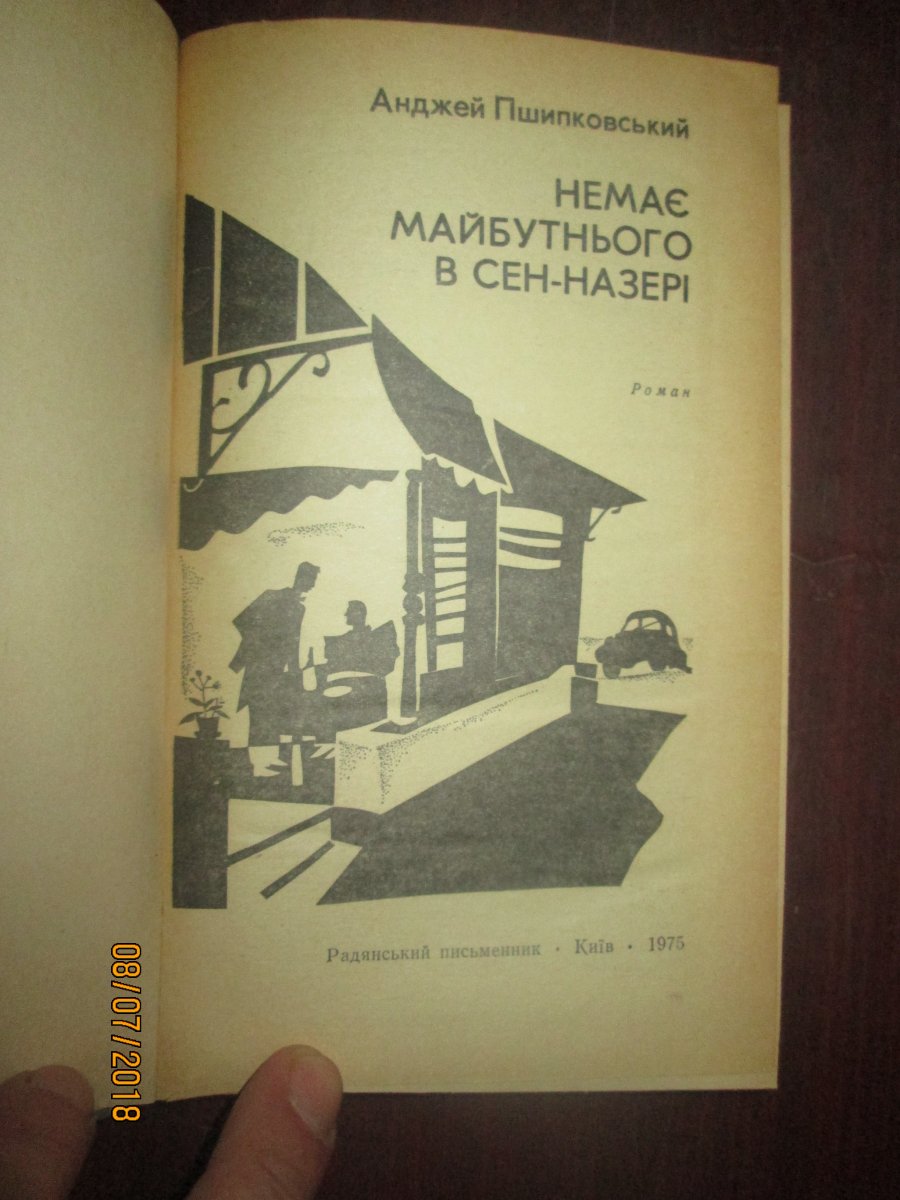 Анджей Пшипковський
НЕМАЄ
МАЙБУТНЬОГО
В СЕН-НАЗЕРІ
Роман
Радянський письменник • Київ • 1975
08/07/2018